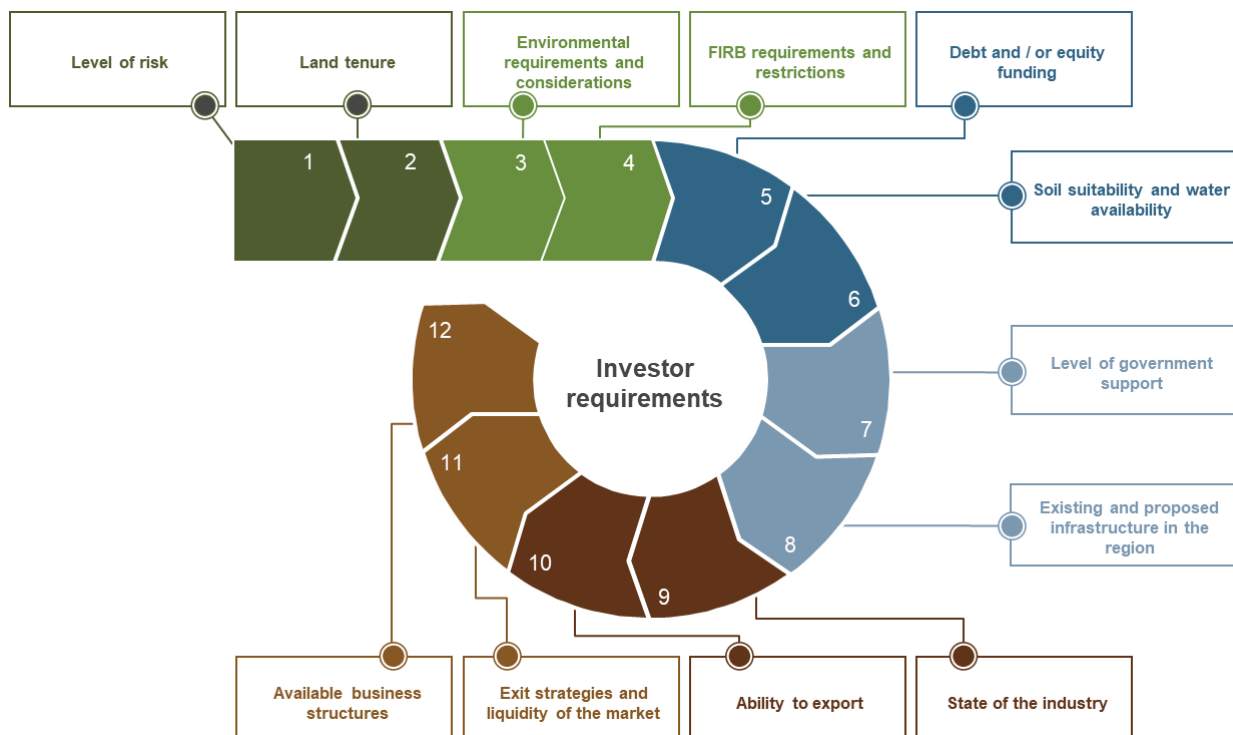 Level of risk
Land tenure
Environmental
requirements and
considerations
FIRB requirements and
restrictions
Debt and / or equity
funding
1
2
3
4
5
Soil suitability and water
availability
6
12
Investor
requirements
Level of government
support
7
11
Existing and proposed
infrastructure in the
region
8
10
9
Available business
structures
Exit strategies and
liquidity of the market
Ability to export
State of the industry